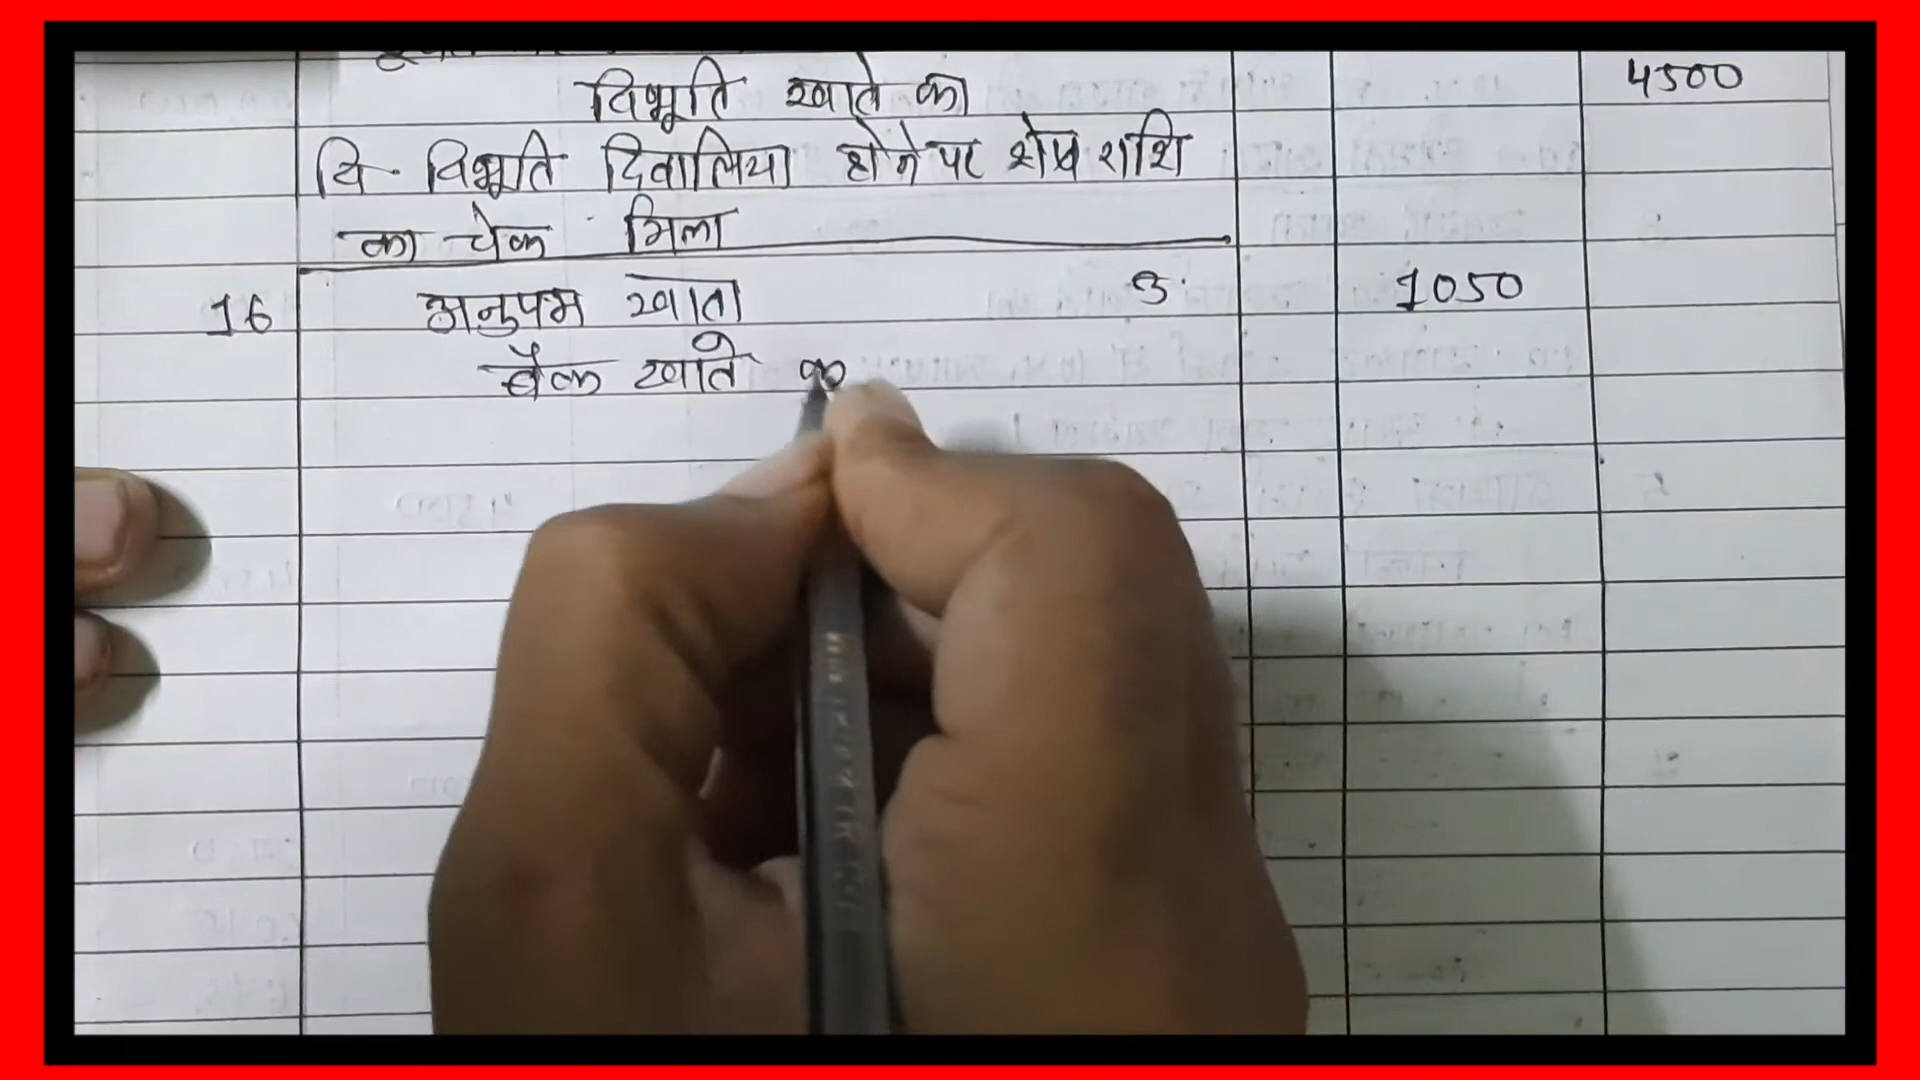 विभूति खाते का 4500
वि. विभूति दिवालिया होने पर शेष राशि
का चेक मिला
16 अनुपम खाता उ. 1050
बैंक खाते क